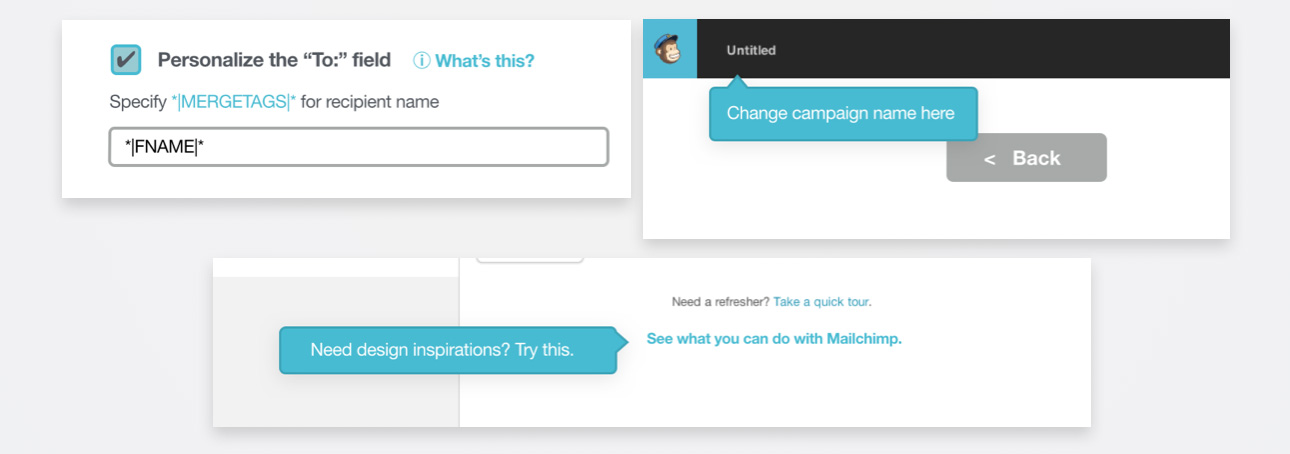 ✔ Personalize the “To:” field ⓘ What's this?
Specify *|MERGETAGS|* for recipient name
*|FNAME|*
Untitled
Change campaign name here
< Back
Need a refresher? Take a quick tour.
Need design inspirations? Try this.
See what you can do with Mailchimp.